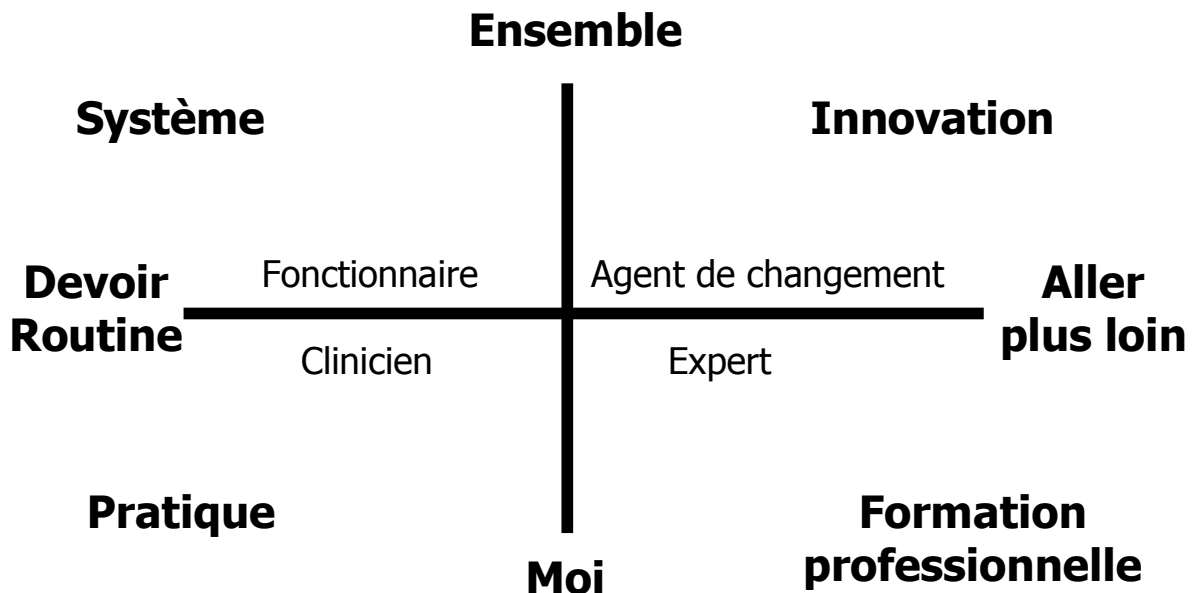 Ensemble
Système
Innovation
Devoir
Routine
Fonctionnaire
Agent de changement
Aller
plus loin
Clinicien
Expert
Pratique
Formation
professionnelle
Moi